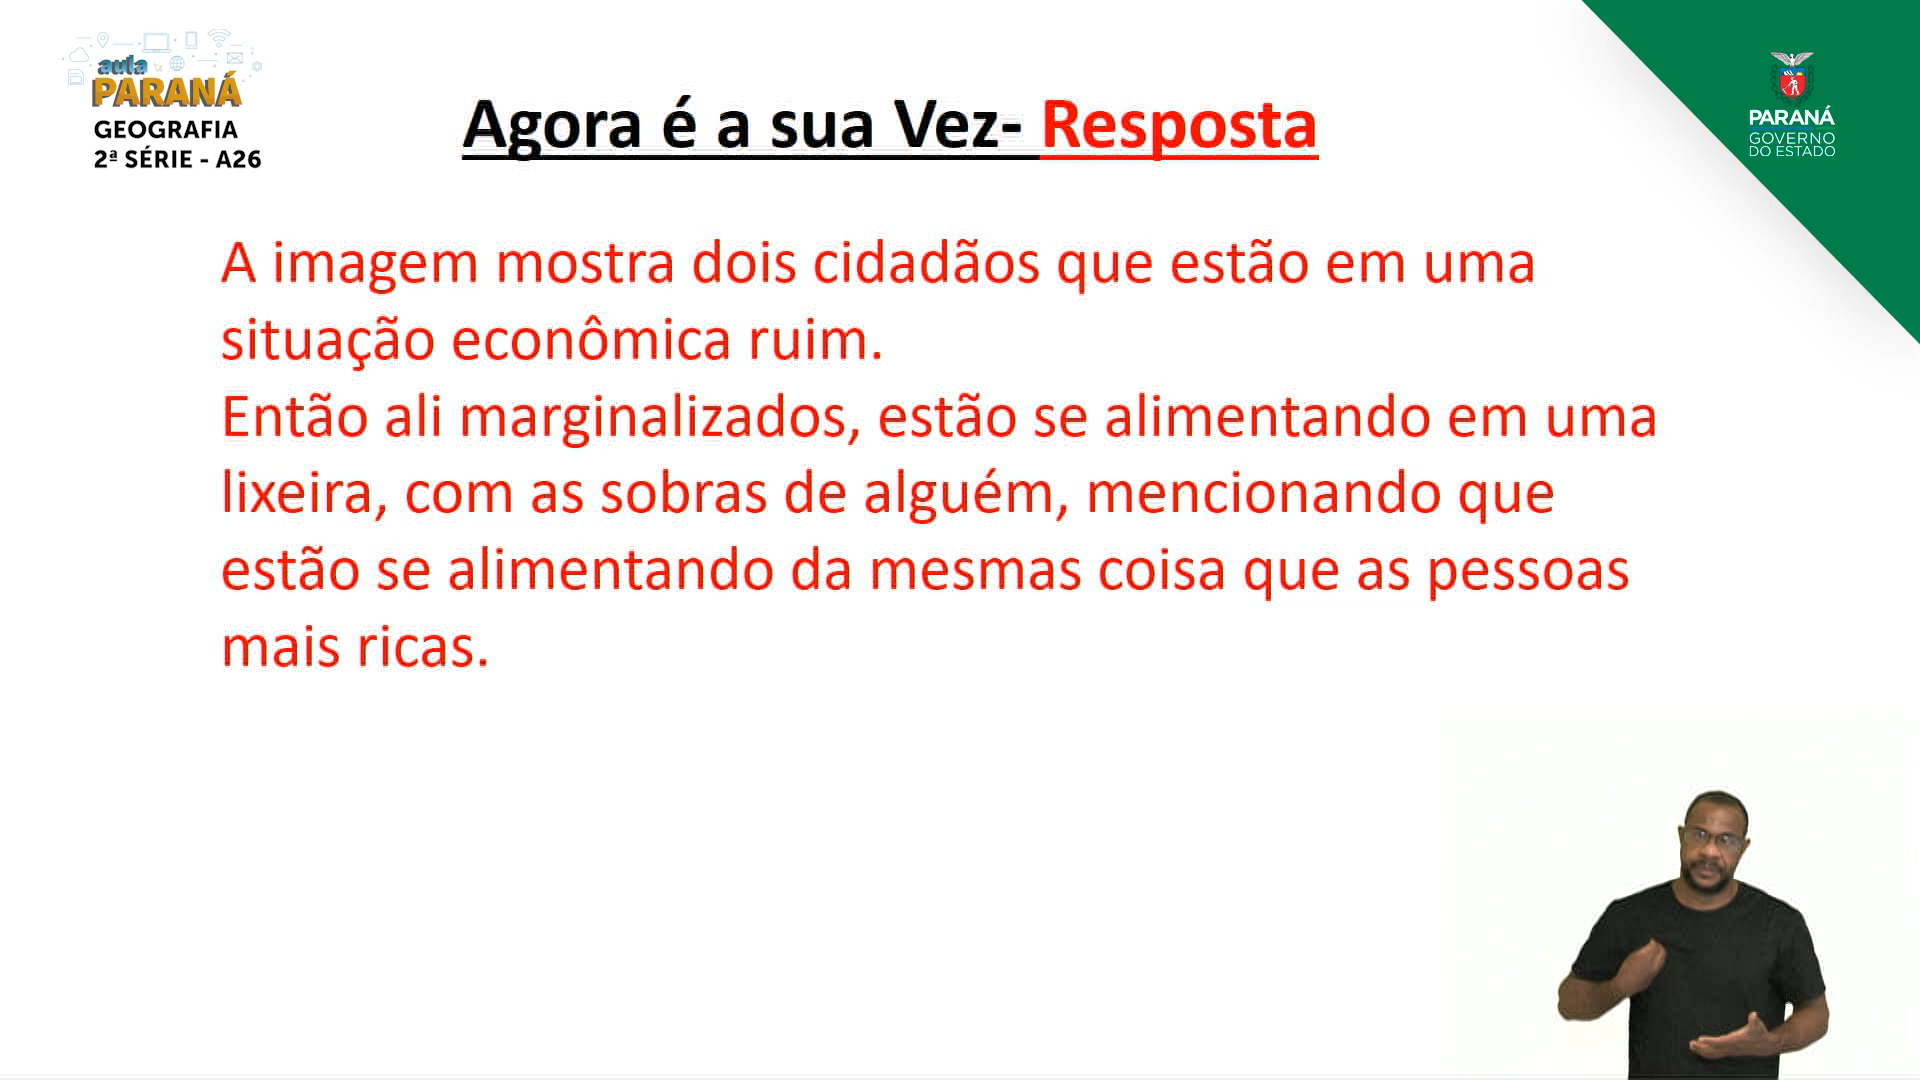 aula
PARANÁ
GEOGRAFIA
2ª SÉRIE - A26
Agora é a sua Vez- Resposta
PARANÁ
GOVERNO
DO ESTADO
A imagem mostra dois cidadãos que estão em uma
situação econômica ruim.
Então ali marginalizados, estão se alimentando em uma
lixeira, com as sobras de alguém, mencionando que
estão se alimentando da mesmas coisa que as pessoas
mais ricas.